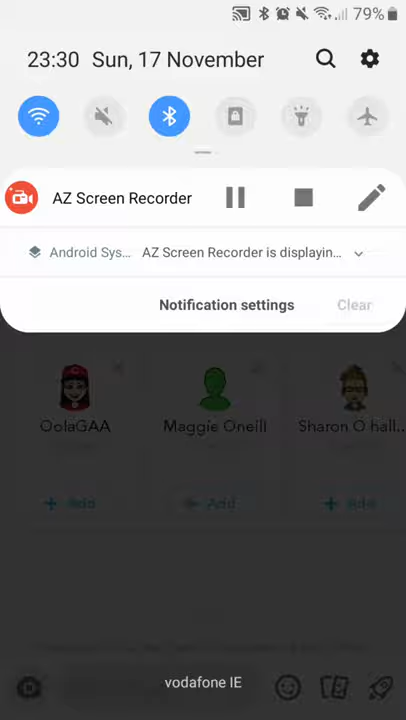 79%
23:30 Sun, 17 November
AZ Screen Recorder
Android Sys... AZ Screen Recorder is displayin...
Notification settings Clear
OolaGAA Maggie Oneill Sharon O hall..
+ Add + Add + Add
vodafone IE